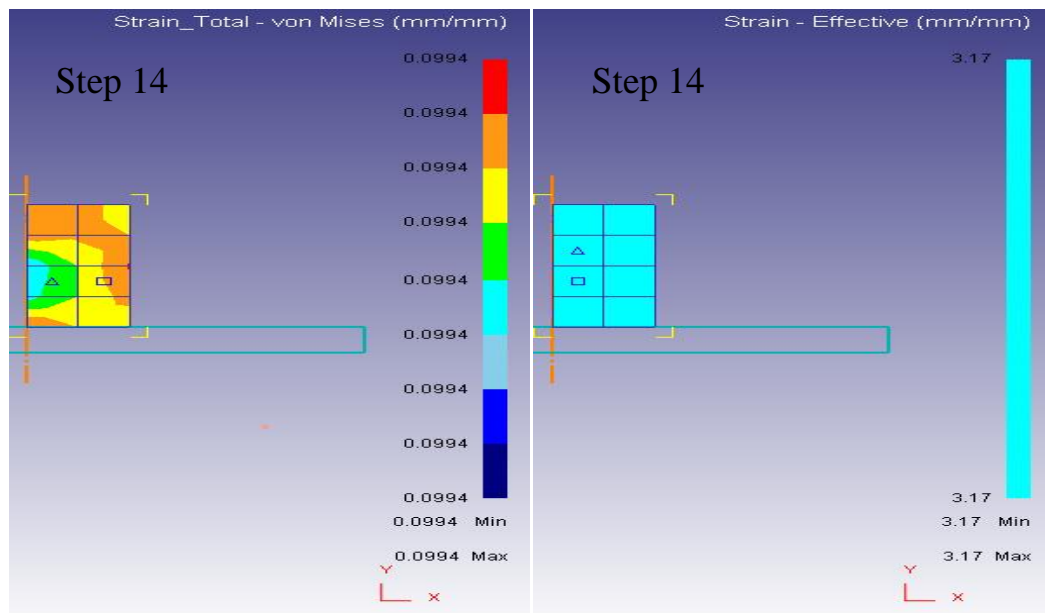 Strain_Total - von Mises (mm/mm)
Step 14
0.0994
0.0994
0.0994
0.0994
0.0994
0.0994
0.0994
0.0994
0.0994
0.0994 Min
0.0994 Max
Y
X
Strain - Effective (mm/mm)
Step 14
3.17
3.17
3.17 Min
3.17 Max
Y
X